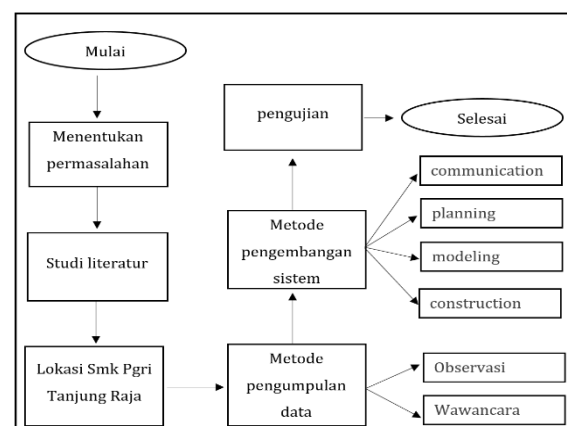 Mulai
Menentukan
permasalahan
Studi literatur
Lokasi Smk Pgri
Tanjung Raja
Metode
pengumpulan
data
Observasi
Wawancara
Metode
pengembangan
sistem
communication
planning
modeling
construction
pengujian
Selesai